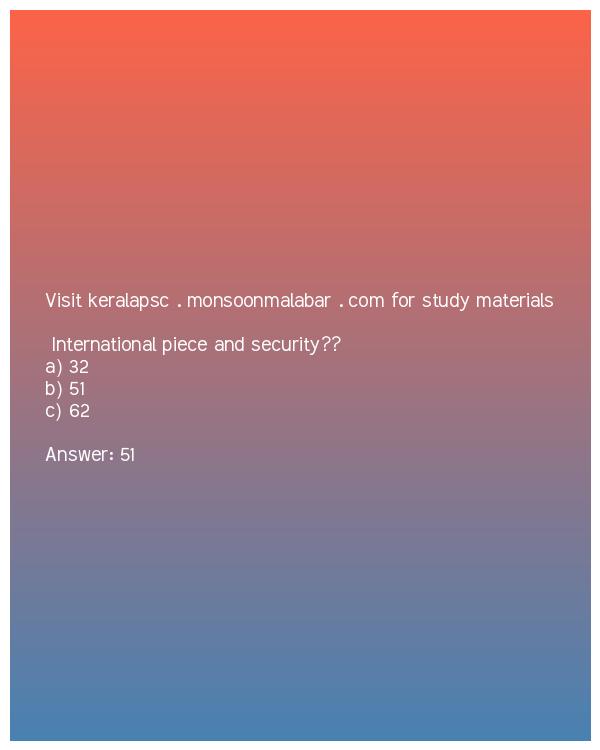 Visit keralapsc . monsoonmalabar . com for study materials
International piece and security??
a) 32
b) 51
c) 62
Answer: 51